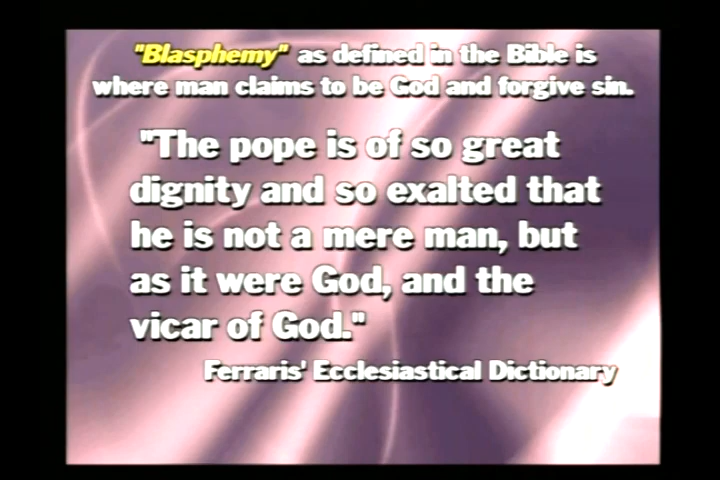 "Blasphemy" as defined in the Bible is
where man claims to be God and forgive sin.
"The pope is of so great
dignity and so exalted that
he is not a mere man, but
as it were God, and the
vicar of God."
Ferraris' Ecclesiastical Dictionary